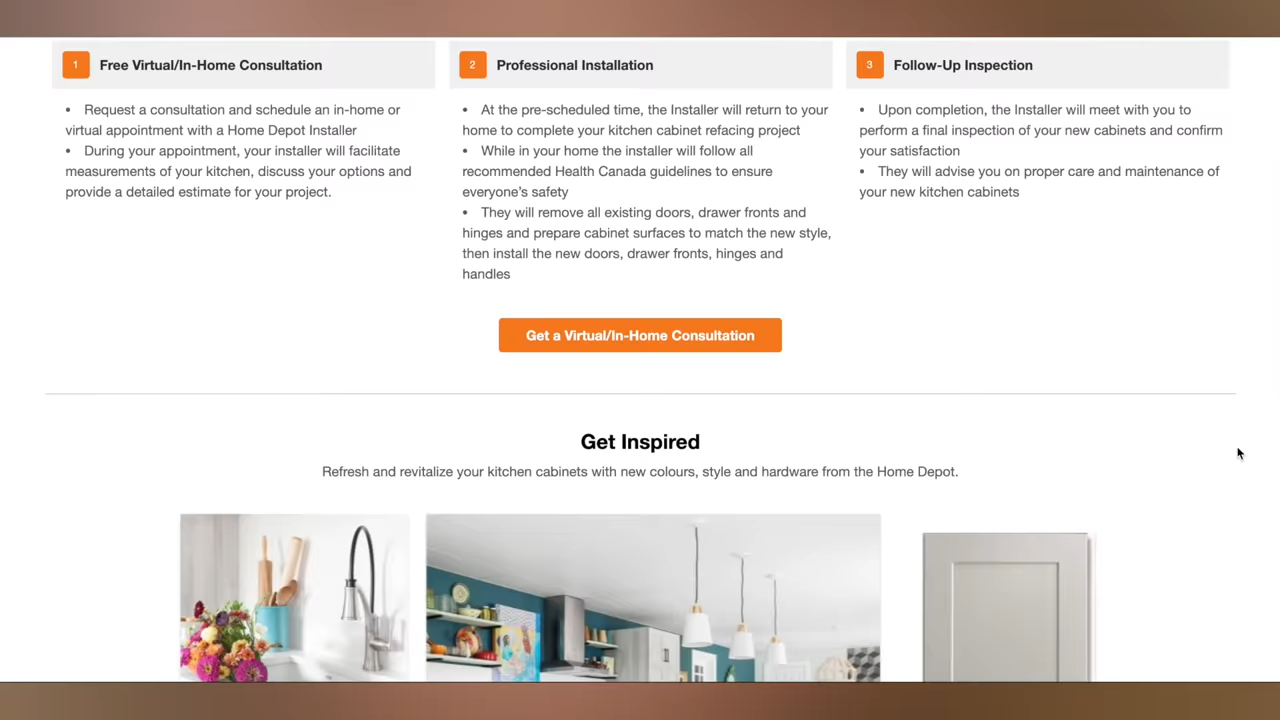 1 Free Virtual/In-Home Consultation
• Request a consultation and schedule an in-home or
virtual appointment with a Home Depot Installer
• During your appointment, your installer will facilitate
measurements of your kitchen, discuss your options and
provide a detailed estimate for your project.
2 Professional Installation
• At the pre-scheduled time, the Installer will return to your
home to complete your kitchen cabinet refacing project
• While in your home the installer will follow all
recommended Health Canada guidelines to ensure
everyone's safety
• They will remove all existing doors, drawer fronts and
hinges and prepare cabinet surfaces to match the new style,
then install the new doors, drawer fronts, hinges and
handles
3 Follow-Up Inspection
• Upon completion, the Installer will meet with you to
perform a final inspection of your new cabinets and confirm
your satisfaction
• They will advise you on proper care and maintenance of
your new kitchen cabinets
Get a Virtual/In-Home Consultation
Get Inspired
Refresh and revitalize your kitchen cabinets with new colours, style and hardware from the Home Depot.